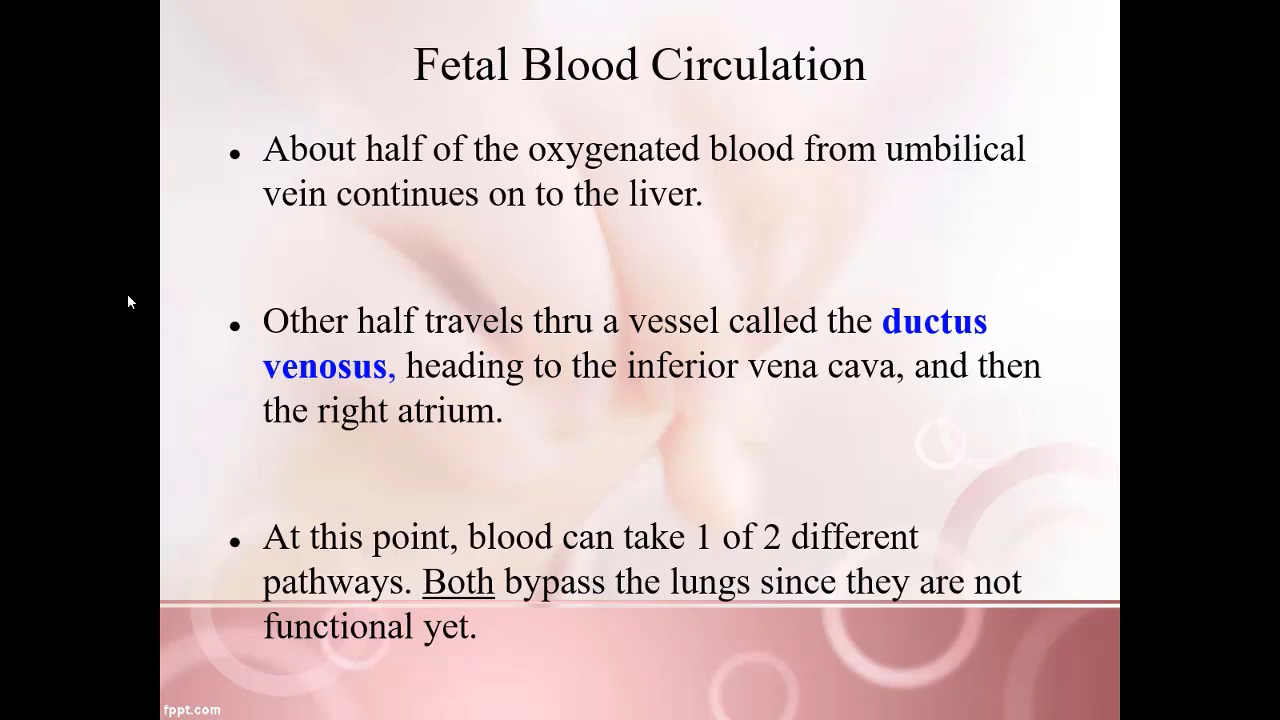 Fetal Blood Circulation
• About half of the oxygenated blood from umbilical
vein continues on to the liver.
• Other half travels thru a vessel called the ductus
venosus, heading to the inferior vena cava, and then
the right atrium.
• At this point, blood can take 1 of 2 different
pathways. Both bypass the lungs since they are not
functional yet.
fppt.com